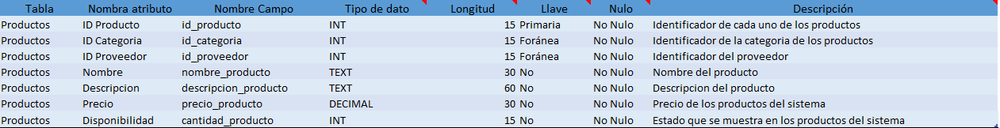 Tabla Nombra atributo Nombre Campo Tipo de dato Longitud Llave Nulo Descripción
Productos ID Producto id_producto INT 15 Primaria No Nulo Identificador de cada uno de los productos
Productos ID Categoria id_categoria INT 15 Foránea No Nulo Identificador de la categoria de los productos
Productos ID Proveedor id_proveedor INT 15 Foránea No Nulo Identificador del proveedor
Productos Nombre nombre_producto TEXT 30 No No Nulo Nombre del producto
Productos Descripcion descripcion_producto TEXT 60 No No Nulo Descripcion del producto
Productos Precio precio_producto DECIMAL 30 No No Nulo Precio de los productos del sistema
Productos Disponibilidad cantidad_producto INT 15 No No Nulo Estado que se muestra en los productos del sistema